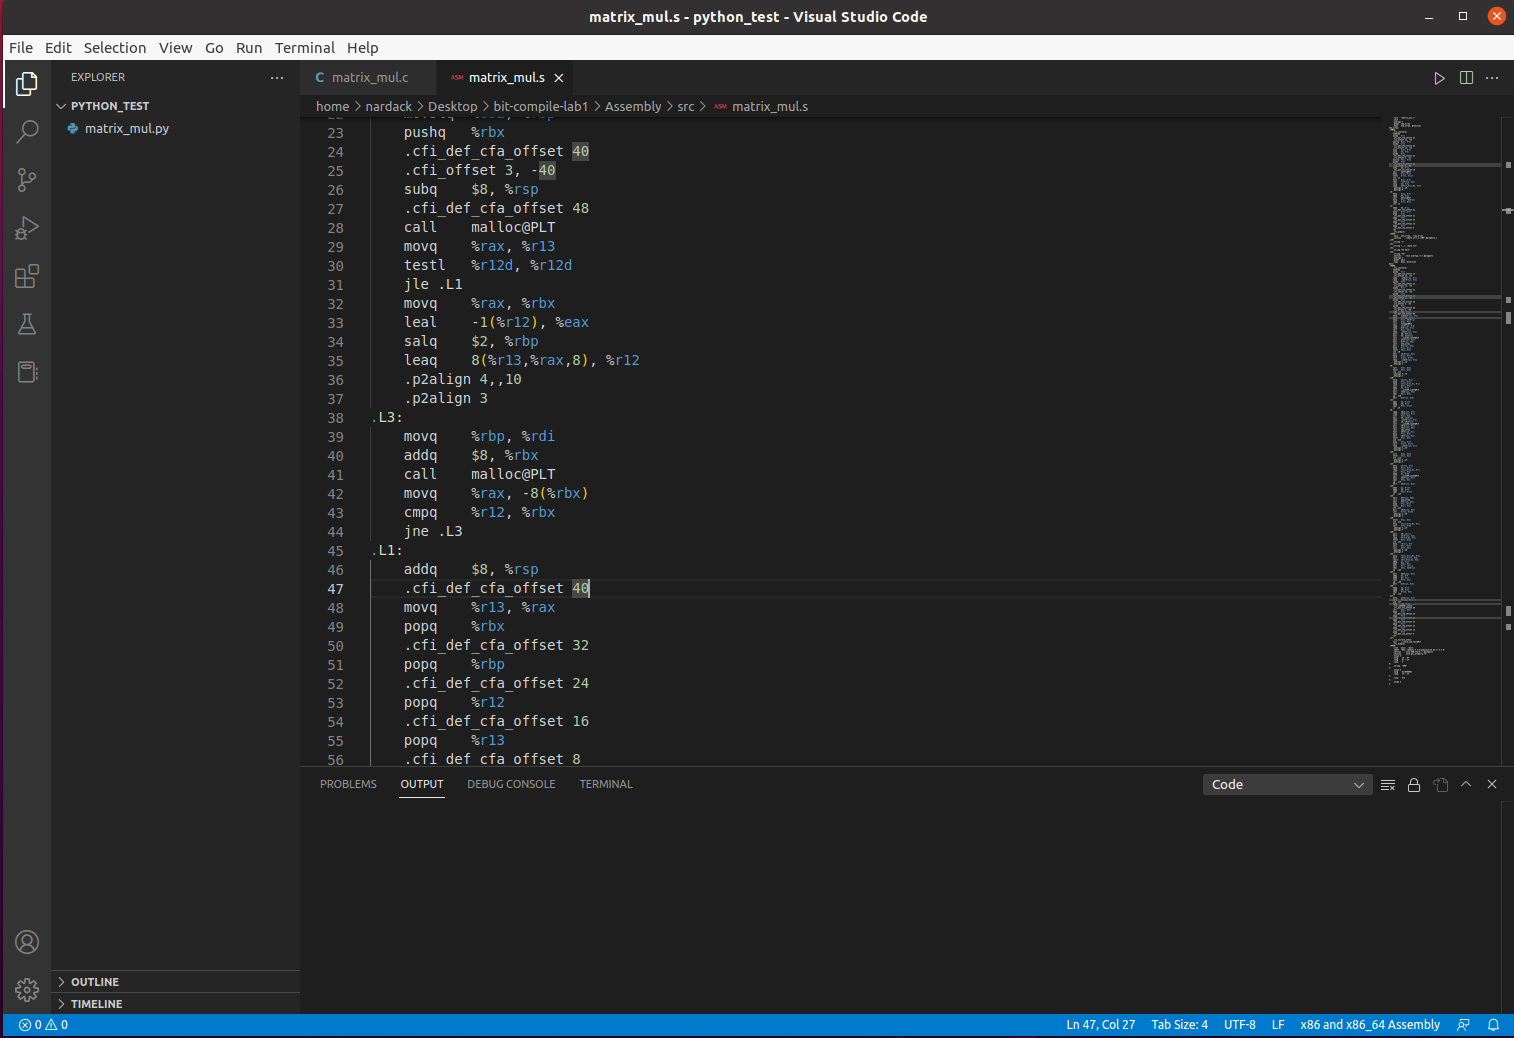 matrix_mul.s - python_test - Visual Studio Code
File Edit Selection View Go Run Terminal Help
EXPLORER
PYTHON_TEST
matrix_mul.py
OUTLINE
TIMELINE
C matrix_mul.c
ASM matrix_mul.s
home > nardack > Desktop > bit-compile-lab1 > Assembly > src > ASM matrix_mul.s
23 pushq %rbx
24 .cfi_def_cfa_offset 40
25 .cfi_offset 3, -40
26 subq $8, %rsp
27 .cfi_def_cfa_offset 48
28 call malloc@PLT
29 movq %rax, %r13
30 testl %r12d, %r12d
31 jle .L1
32 movq %rax, %rbx
33 leal -1(%r12), %eax
34 salq $2, %rbp
35 leaq 8(%r13,%rax,8), %r12
36 .p2align 4,,10
37 .p2align 3
38 .L3:
39 movq %rbp, %rdi
40 addq $8, %rbx
41 call malloc@PLT
42 movq %rax, -8(%rbx)
43 cmpq %r12, %rbx
44 jne .L3
45 .L1:
46 addq $8, %rsp
47 .cfi_def_cfa_offset 40
48 movq %r13, %rax
49 popq %rbx
50 .cfi_def_cfa_offset 32
51 popq %rbp
52 .cfi_def_cfa_offset 24
53 popq %r12
54 .cfi_def_cfa_offset 16
55 popq %r13
56 .cfi_def_cfa_offset 8
PROBLEMS OUTPUT DEBUG CONSOLE TERMINAL
Code
0 0
Ln 47, Col 27 Tab Size: 4 UTF-8 LF x86 and x86_64 Assembly